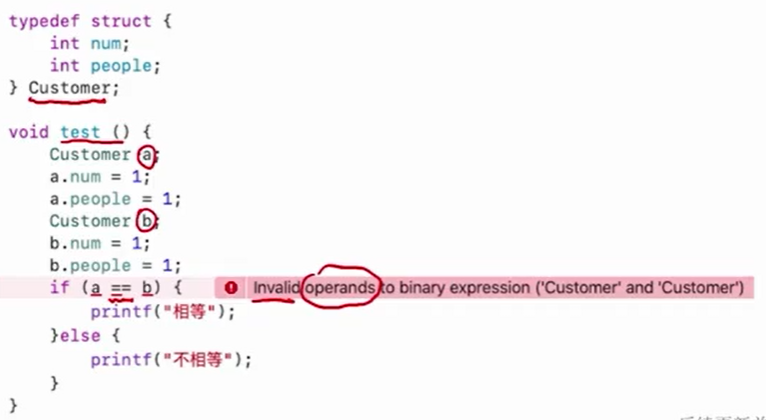 typedef struct {
int num;
int people;
} Customer;
void test () {
Customer a;
a.num = 1;
a.people = 1;
Customer b;
b.num = 1;
b.people = 1;
if (a == b) { Invalid operands to binary expression ('Customer' and 'Customer')
printf("相等");
}else {
printf("不相等");
}
}